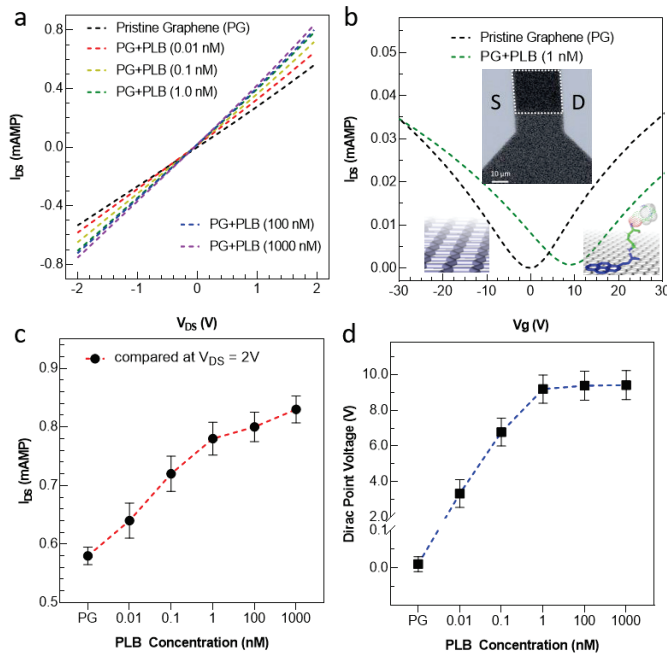 a
Pristine Graphene (PG)
PG+PLB (0.01 nM)
PG+PLB (0.1 nM)
PG+PLB (1.0 nM)
PG+PLB (100 nM)
PG+PLB (1000 nM)
0.8
0.4
0.0
-0.4
-0.8
I_DS (mAMP)
-2 -1 0 1 2
V_DS (V)
b
Pristine Graphene (PG)
PG+PLB (1 nM)
S D
10 µm
0.05
0.04
0.03
0.02
0.01
0.00
I_DS (mAMP)
-30 -20 -10 0 10 20 30
Vg (V)
c
compared at V_DS = 2V
0.9
0.8
0.7
0.6
0.5
I_DS (mAMP)
PG 0.01 0.1 1 100 1000
PLB Concentration (nM)
d
10.0
8.0
6.0
4.0
2.0
0.1
0.0
Dirac Point Voltage (V)
PG 0.01 0.1 1 100 1000
PLB Concentration (nM)